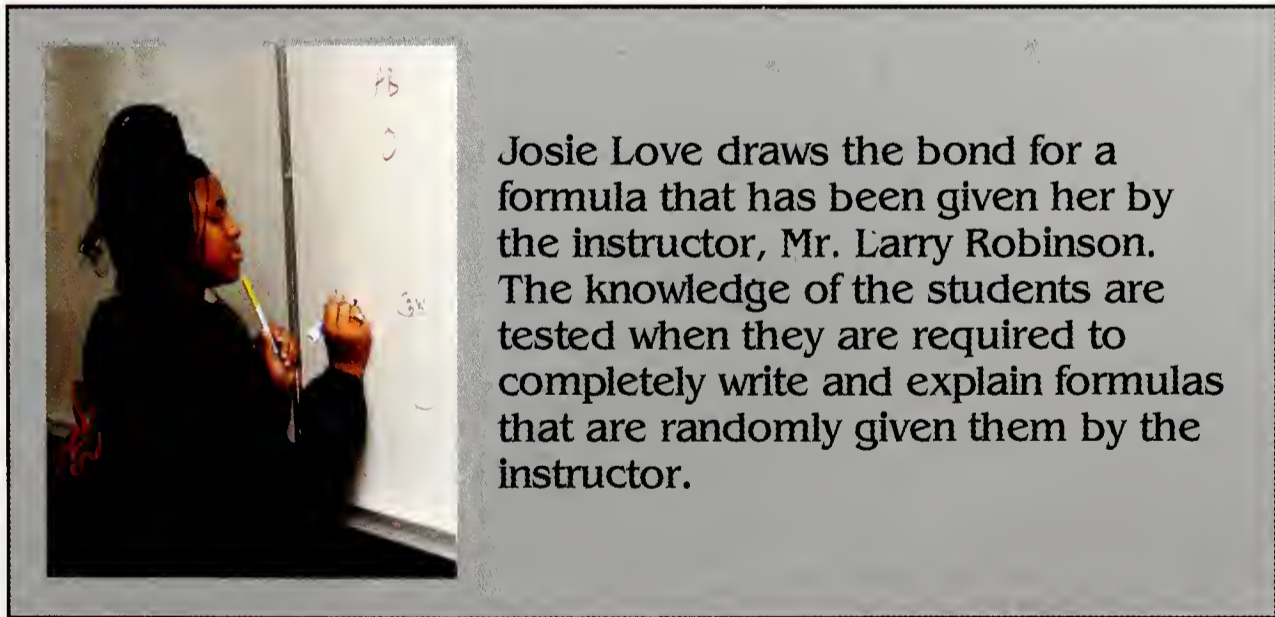 Josie Love draws the bond for a
formula that has been given her by
the instructor, Mr. Larry Robinson.
The knowledge of the students are
tested when they are required to
completely write and explain formulas
that are randomly given them by the
instructor.